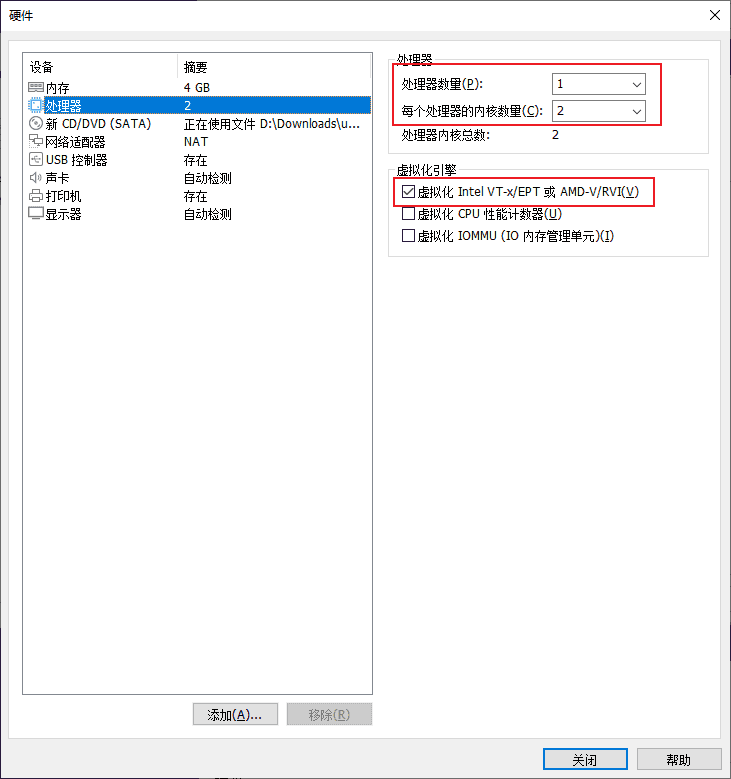 硬件
设备 摘要
内存 4 GB
处理器 2
新 CD/DVD (SATA) 正在使用文件 D:\Downloads\u...
网络适配器 NAT
USB 控制器 存在
声卡 自动检测
打印机 存在
显示器 自动检测
添加(A)... 移除(R)
处理器
处理器数量(P): 1
每个处理器的内核数量(C): 2
处理器内核总数: 2
虚拟化引擎
虚拟化 Intel VT-x/EPT 或 AMD-V/RVI(V)
虚拟化 CPU 性能计数器(U)
虚拟化 IOMMU (IO 内存管理单元)(I)
关闭 帮助